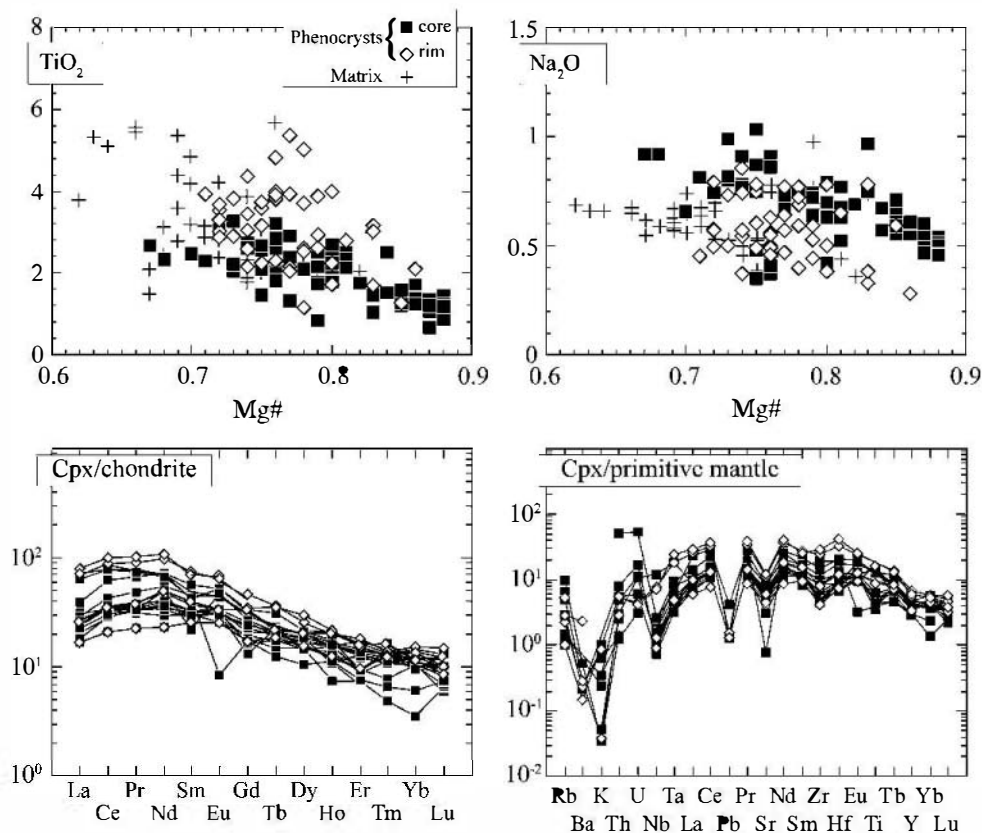 8
6
4
2
0
TiO2
Phenocrysts { core
rim
Matrix +
0.6 0.7 0.8 0.9
Mg#
1.5
1
0.5
0
Na2O
0.6 0.7 0.8 0.9
Mg#
Cpx/chondrite
10^2
10^1
10^0
La Pr Sm Gd Dy Er Yb
Ce Nd Eu Tb Ho Tm Lu
Cpx/primitive mantle
10^2
10^1
10^0
10^-1
10^-2
Rb K U Ta Ce Pr Nd Zr Eu Tb Yb
Ba Th Nb La Pb Sr Sm Hf Ti Y Lu